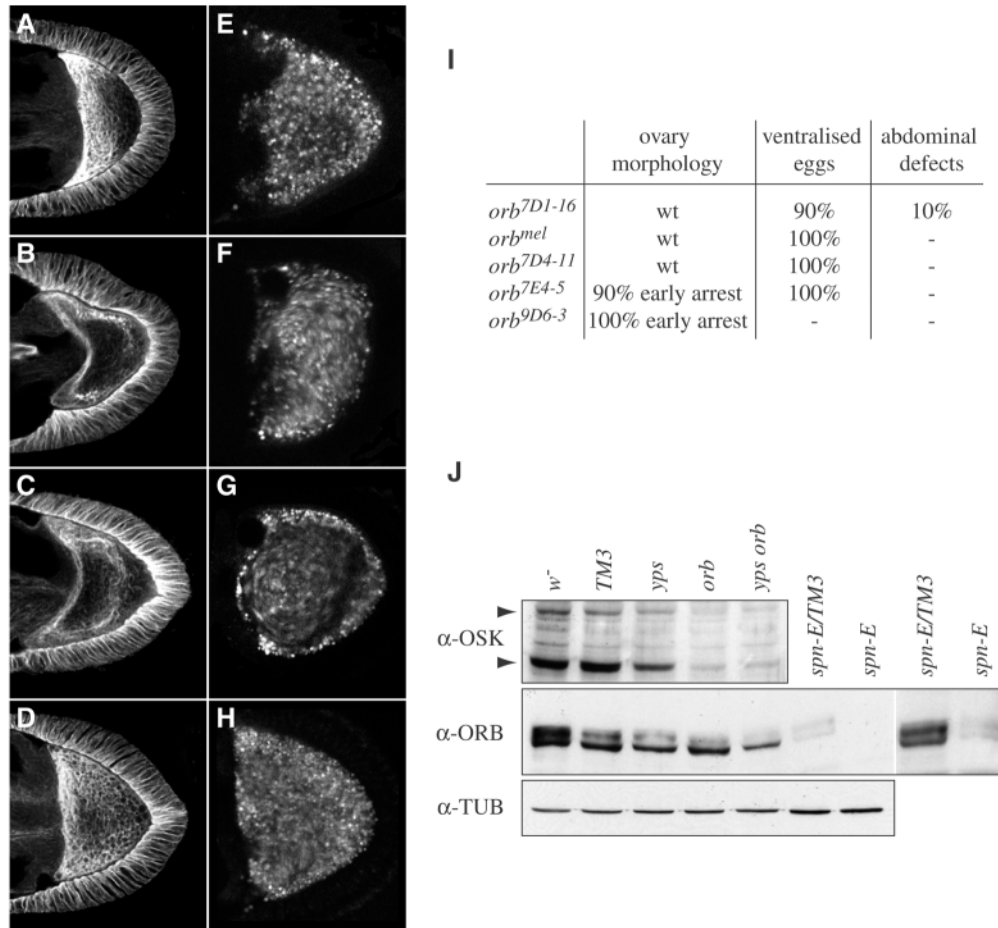 A
E
B
F
C
G
D
H
I
ovary morphology ventralised eggs abdominal defects
orb7D1-16 wt 90% 10%
orbmel wt 100% -
orb7D4-11 wt 100% -
orb7E4-5 90% early arrest 100% -
orb9D6-3 100% early arrest - -
J
w- TM3 yps orb yps orb spn-E/TM3 spn-E spn-E/TM3 spn-E
α-OSK
α-ORB
α-TUB